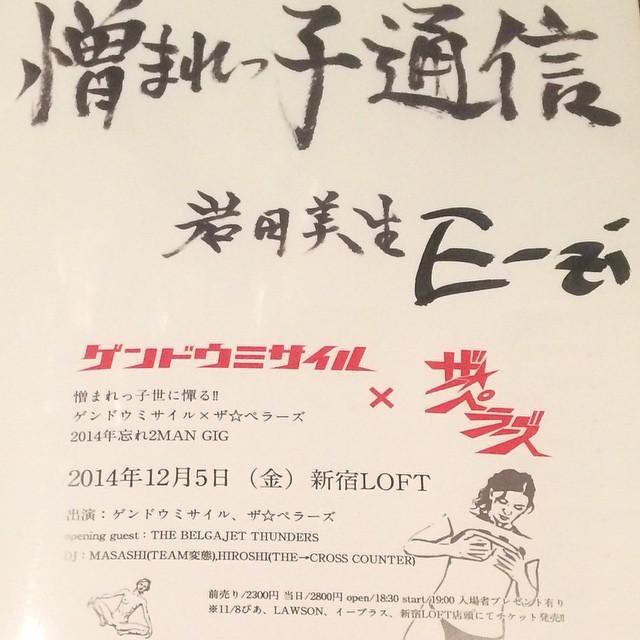 憎まれっ子通信
岩田美生 E-zi
ゲンドウミサイル × ザ☆ペラーズ
憎まれっ子世に憚る!!
ゲンドウミサイル×ザ☆ペラーズ
2014年忘れ2MAN GIG
2014年12月5日（金）新宿LOFT
出演：ゲンドウミサイル、ザ☆ペラーズ
opening guest：THE BELGAJET THUNDERS
DJ：MASASHI(TEAM変態),HIROSHI(THE→CROSS COUNTER)
前売り/2300円 当日/2800円 open/18:30 start/19:00 入場者プレゼント有り
※11/8ぴあ、LAWSON、イープラス、新宿LOFT店頭にてチケット発売!!